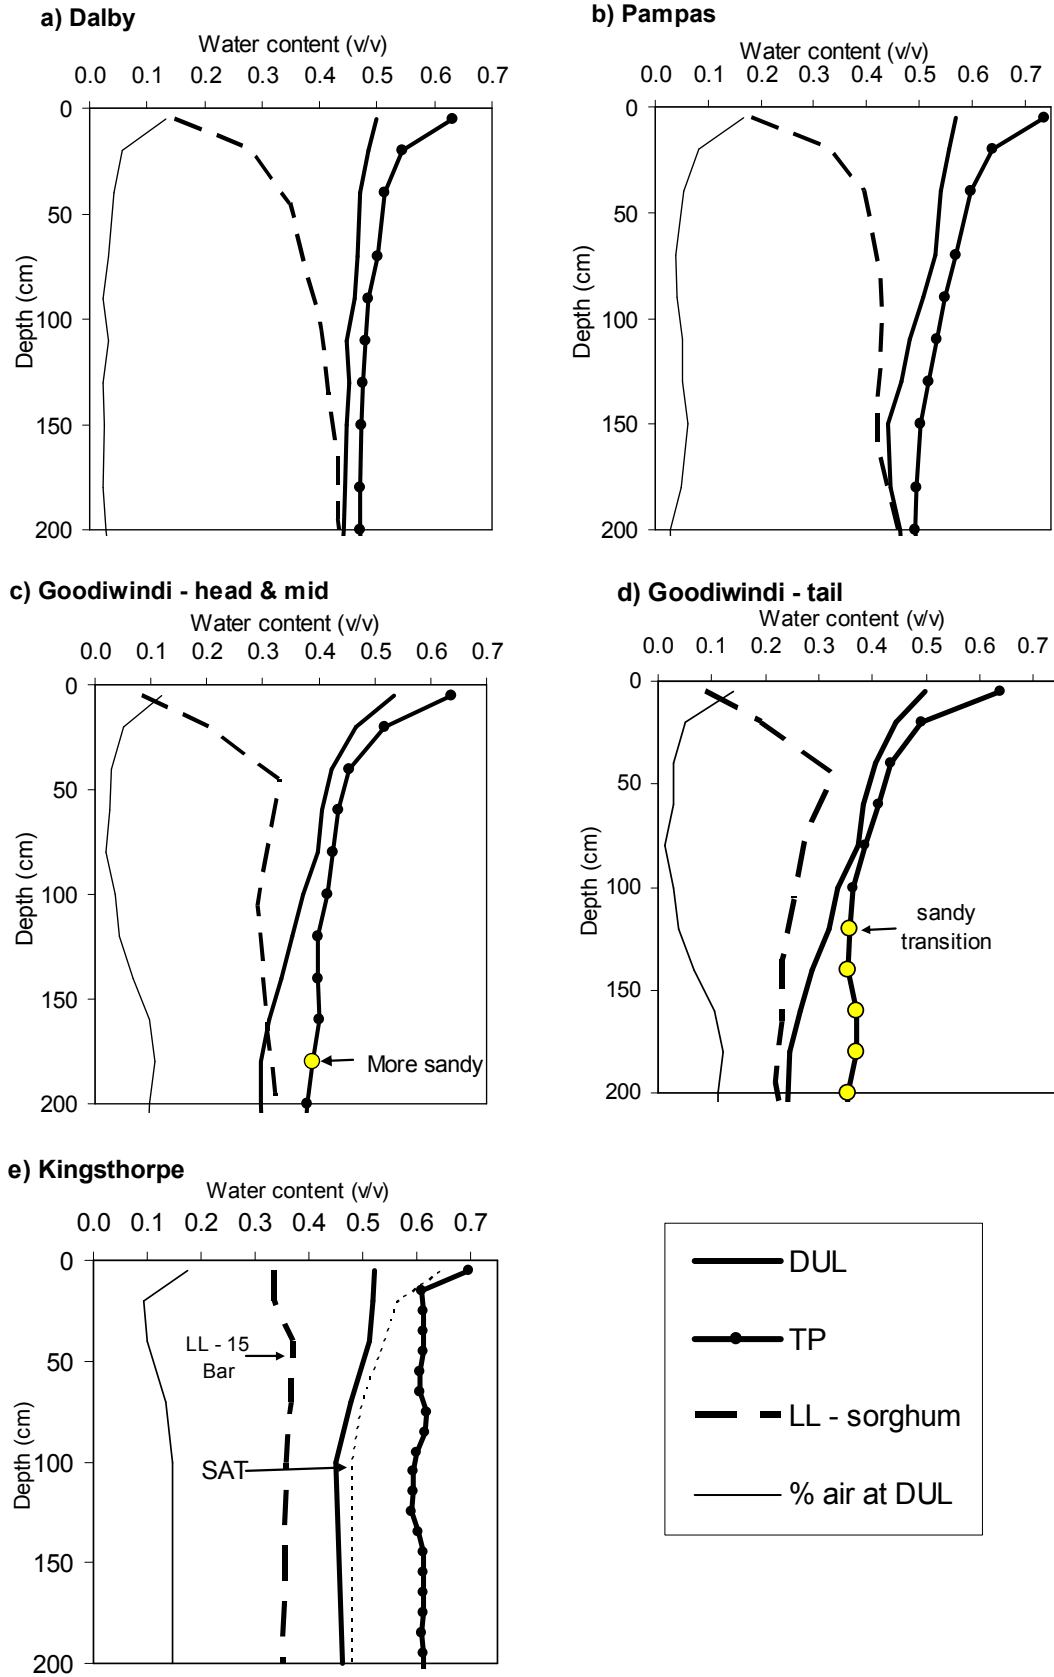 a) Dalby
Water content (v/v)
0.0 0.1 0.2 0.3 0.4 0.5 0.6 0.7
0
50
100
150
200
Depth (cm)
b) Pampas
Water content (v/v)
0.0 0.1 0.2 0.3 0.4 0.5 0.6 0.7
0
50
100
150
200
Depth (cm)
c) Goodiwindi - head & mid
Water content (v/v)
0.0 0.1 0.2 0.3 0.4 0.5 0.6 0.7
0
50
100
150
200
Depth (cm)
More sandy
d) Goodiwindi - tail
Water content (v/v)
0.0 0.1 0.2 0.3 0.4 0.5 0.6 0.7
0
50
100
150
200
Depth (cm)
sandy
transition
e) Kingsthorpe
Water content (v/v)
0.0 0.1 0.2 0.3 0.4 0.5 0.6 0.7
0
50
100
150
200
Depth (cm)
LL - 15
Bar
SAT
DUL
TP
LL - sorghum
% air at DUL